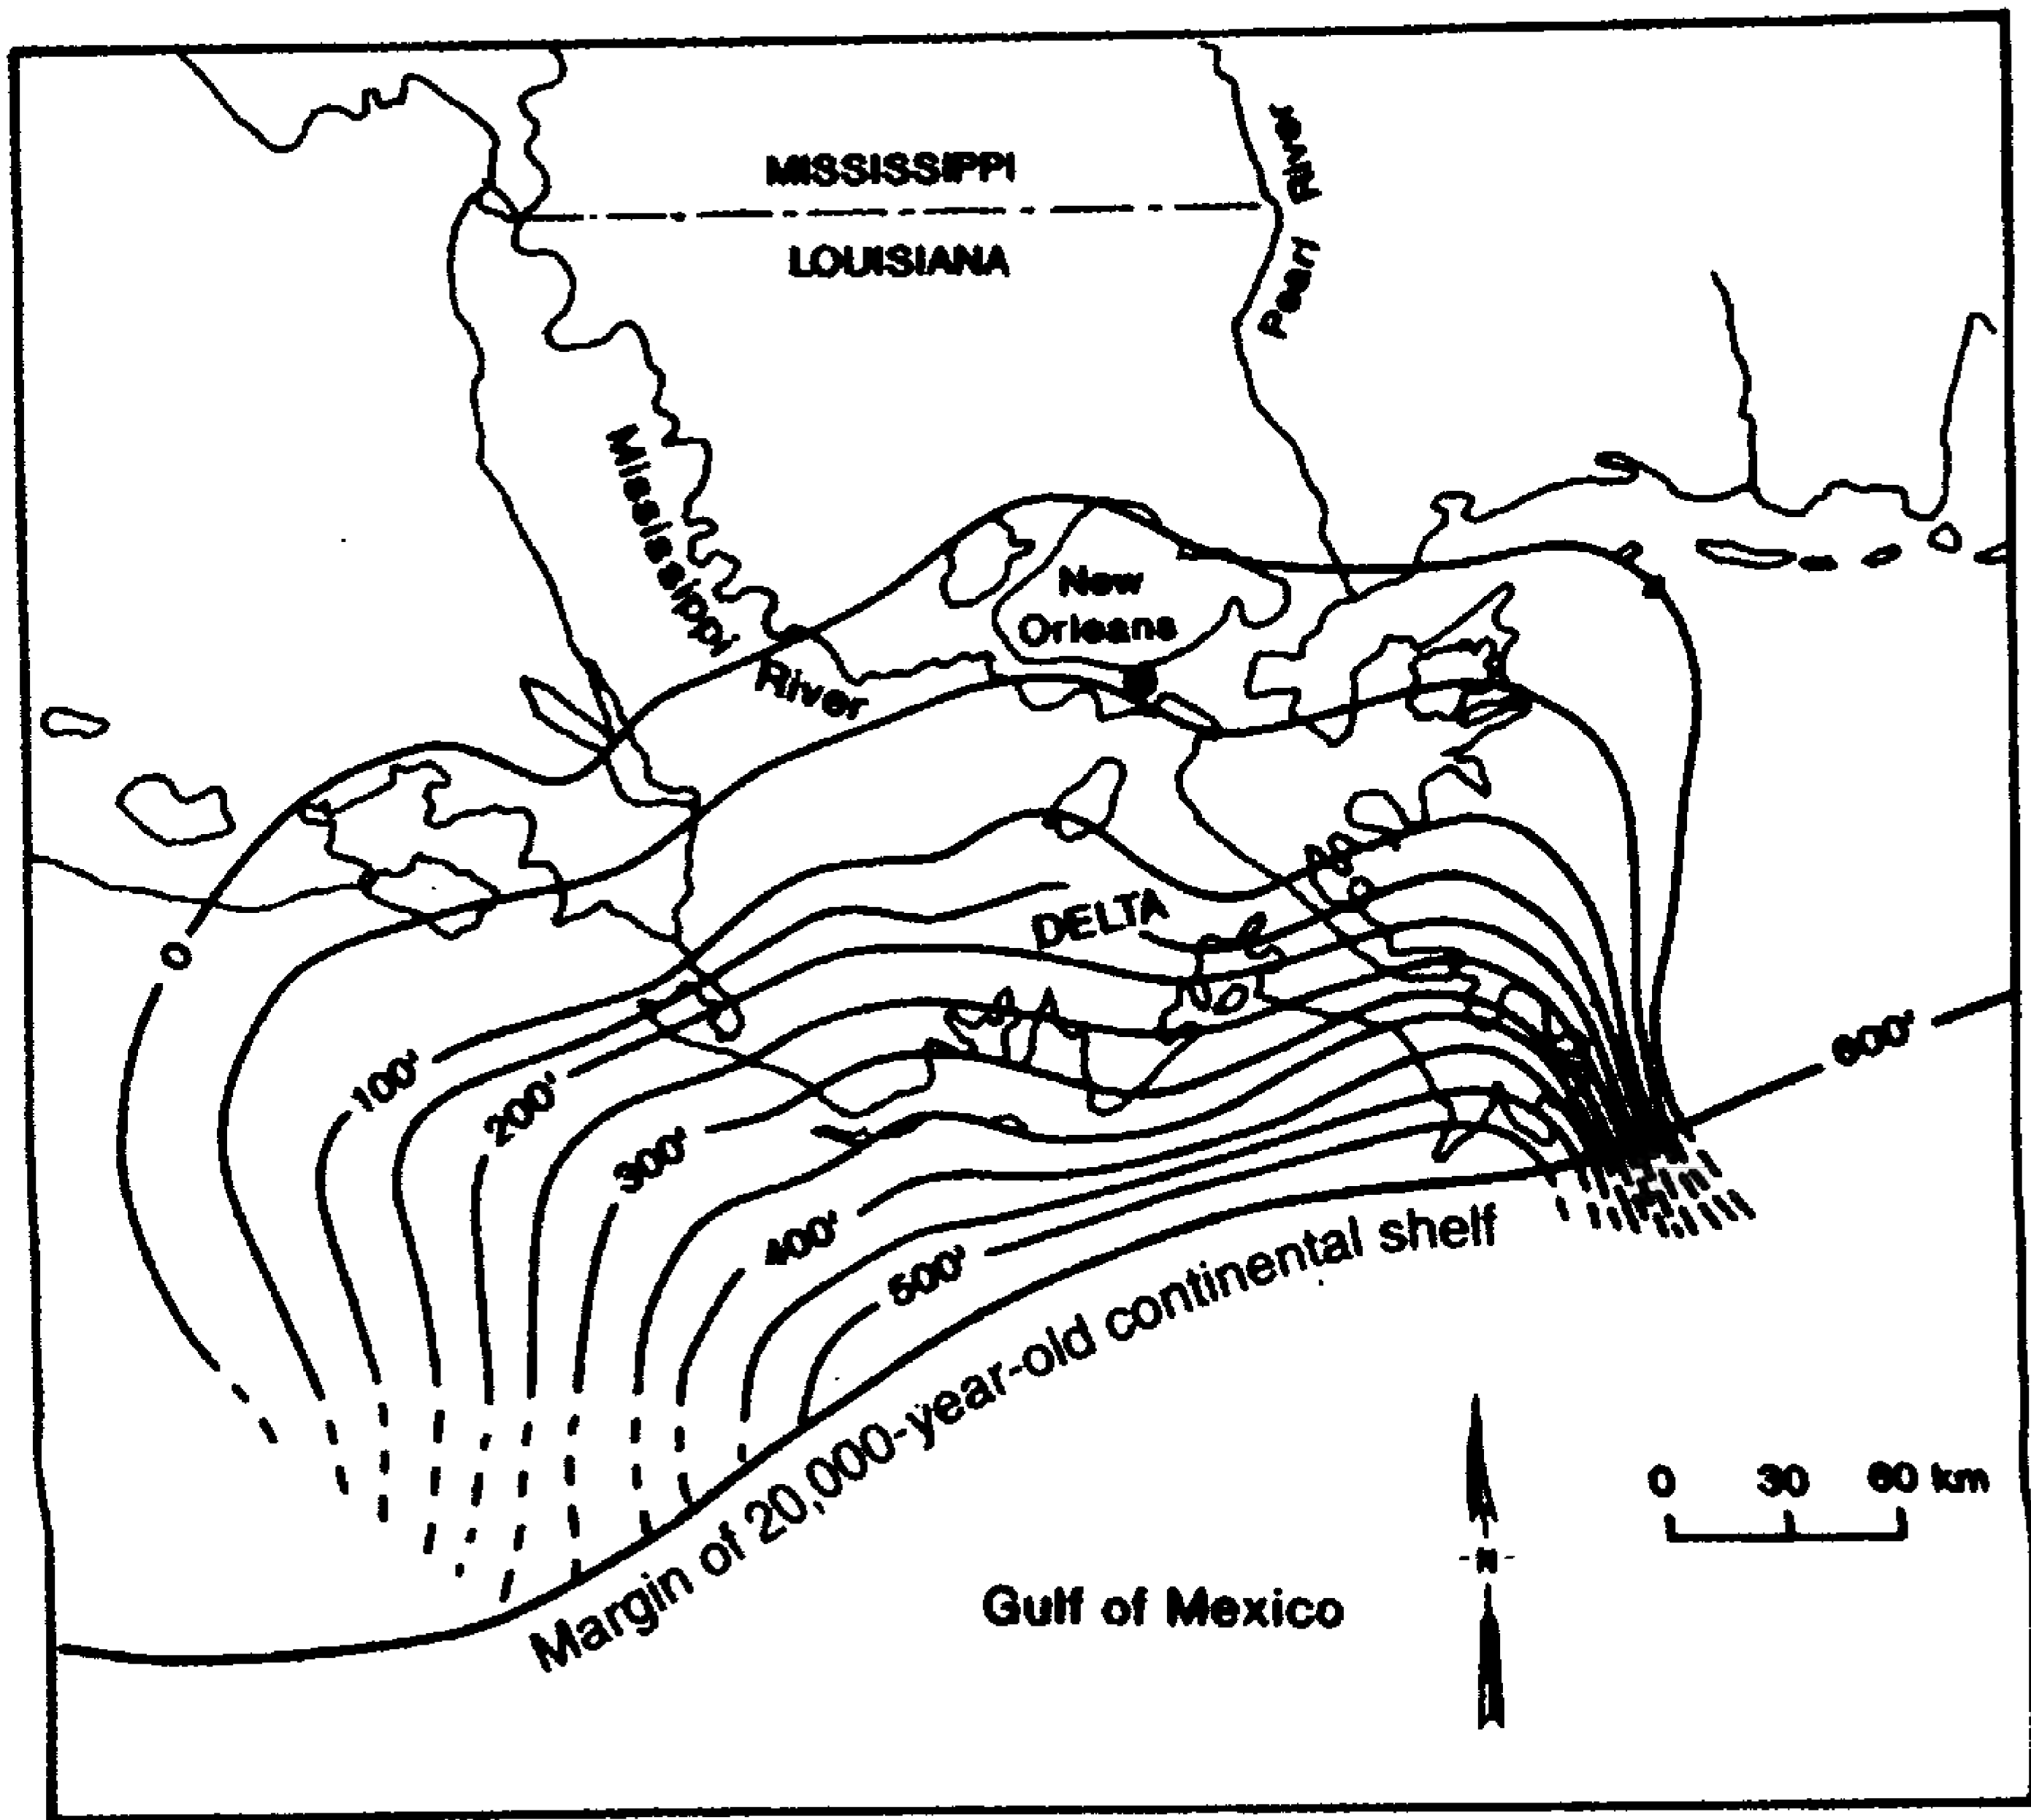 MISSISSIPPI
LOUISIANA
Pearl River
Mississippi
River
New
Orleans
DELTA
0
100'
200'
300'
400'
500'
600'
Margin of 20,000-year-old continental shelf
0 30 60 km
N
Gulf of Mexico